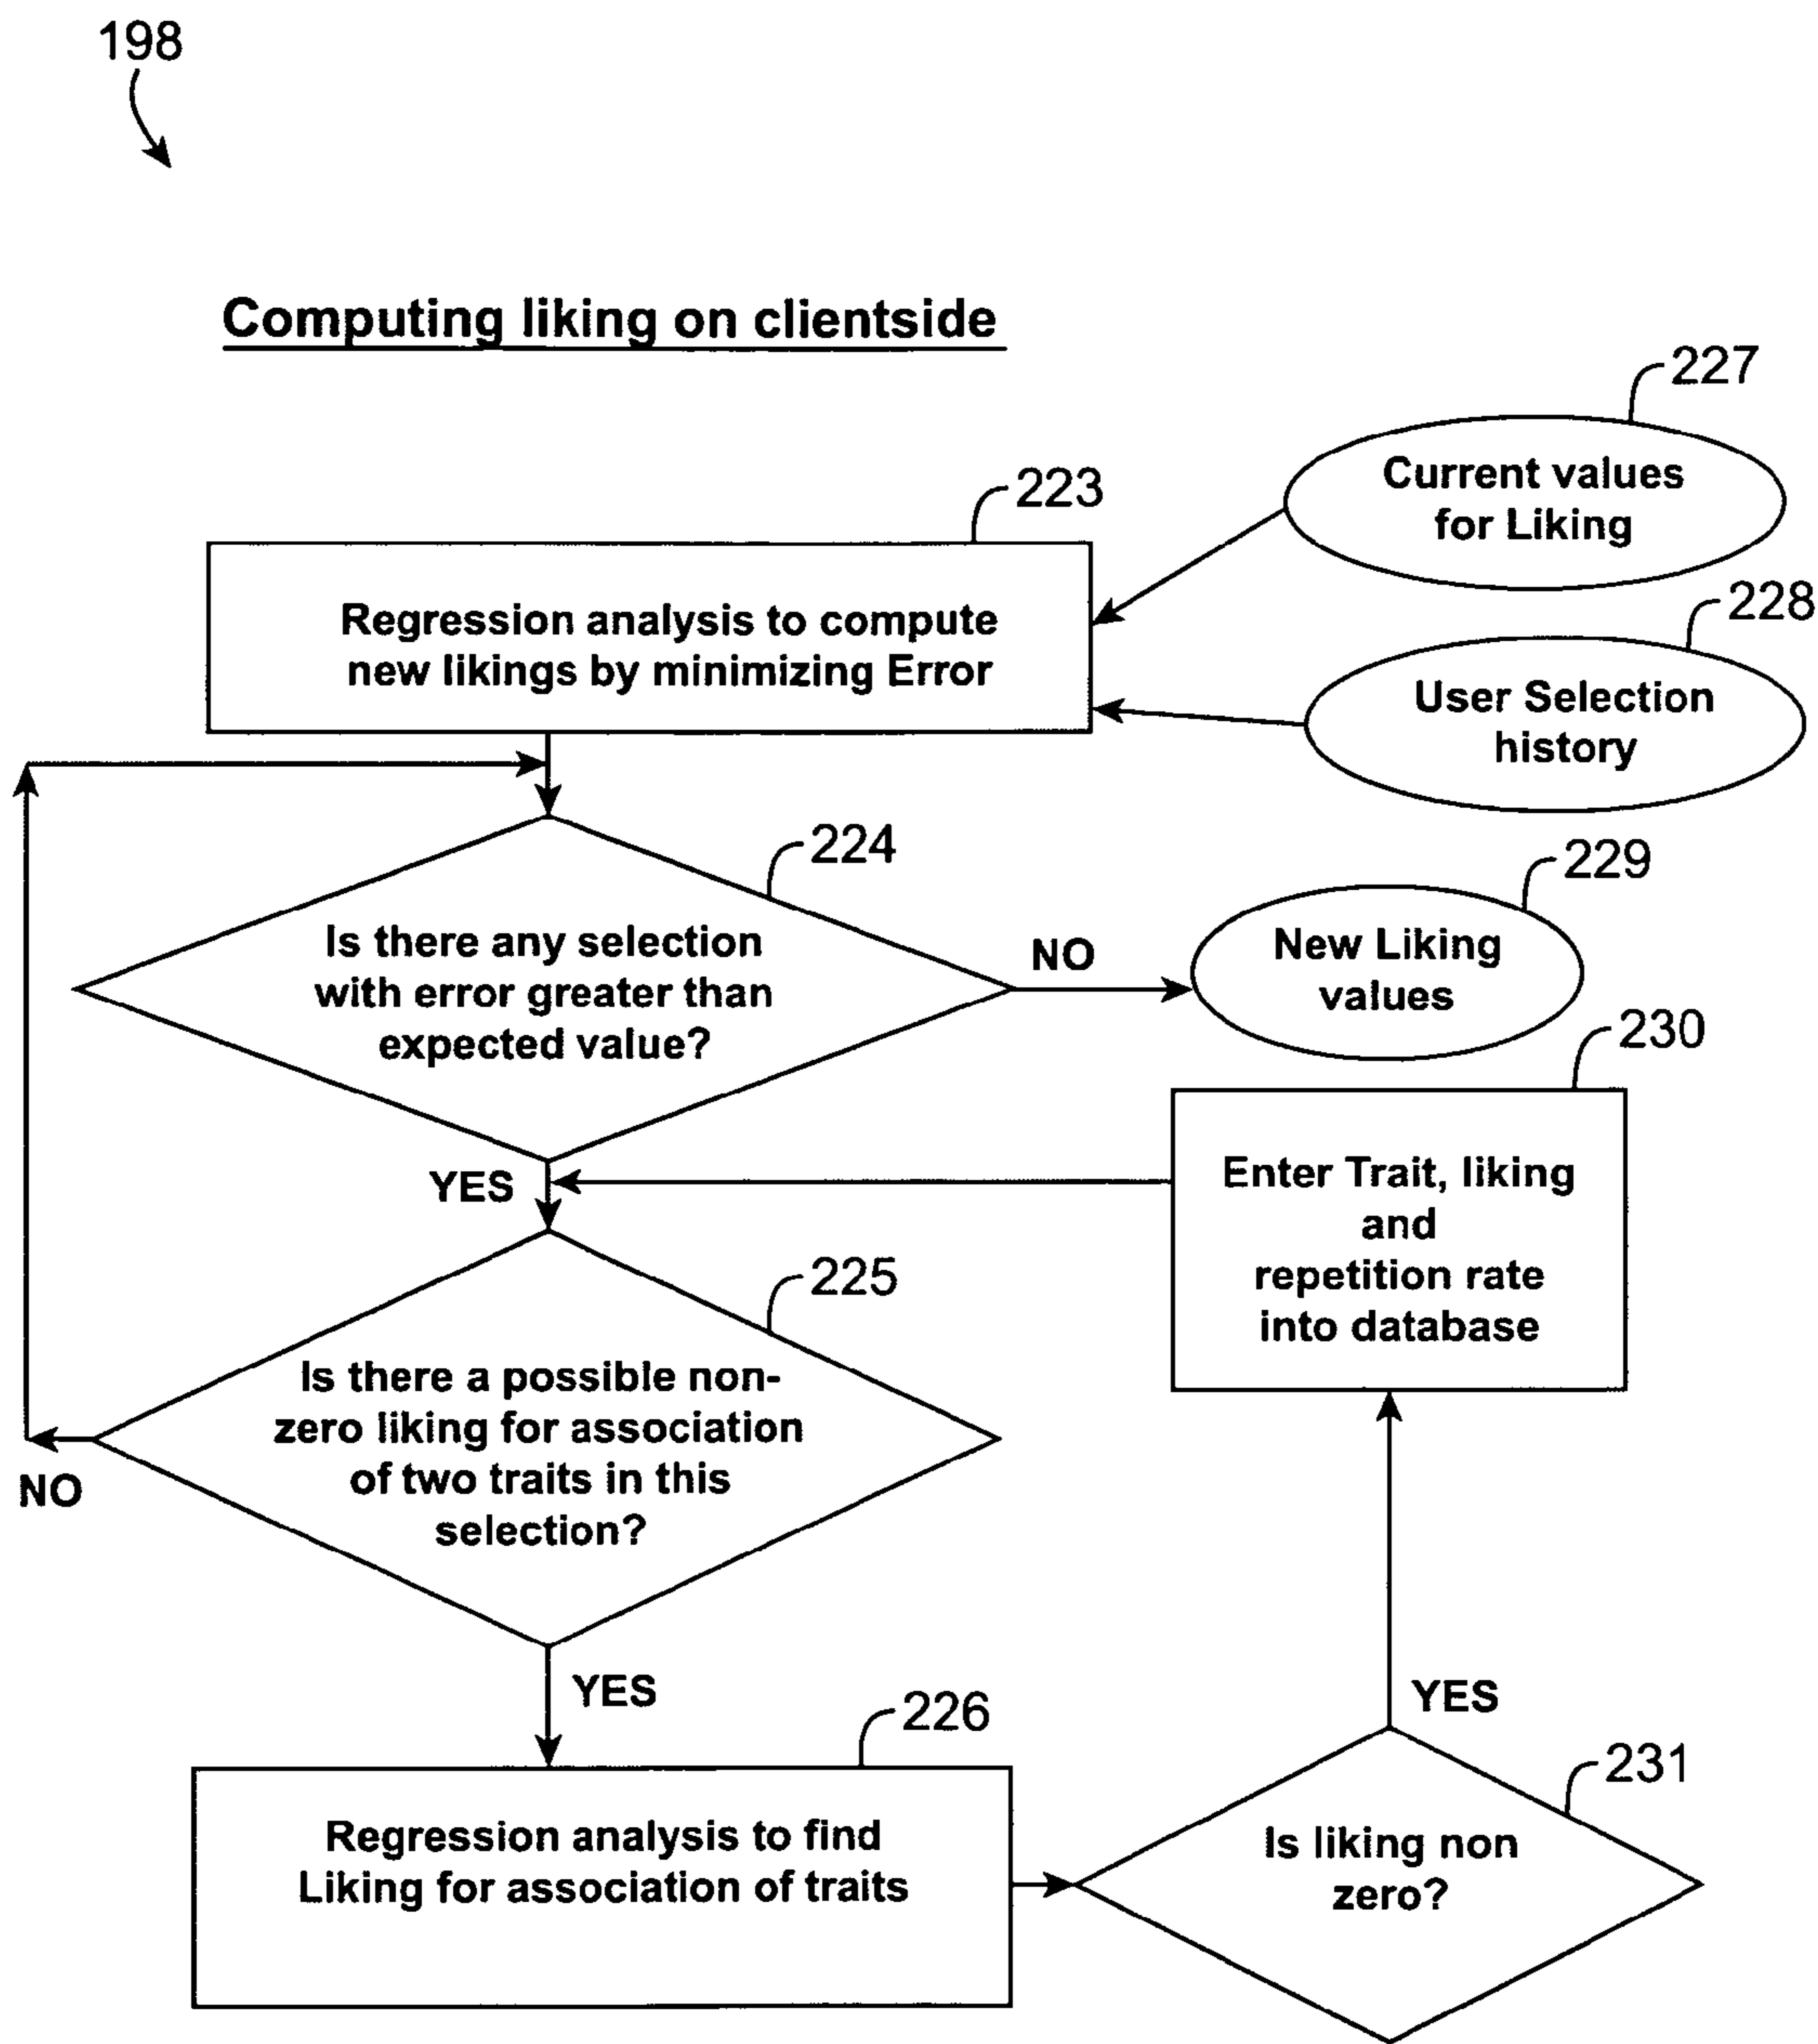 198
Computing liking on clientside
227
Current values
for Liking
223
Regression analysis to compute
new likings by minimizing Error
228
User Selection
history
224
Is there any selection
with error greater than
expected value?
NO
229
New Liking
values
230
Enter Trait, liking
and
repetition rate
into database
YES
225
Is there a possible non-
zero liking for association
of two traits in this
selection?
NO
YES
226
Regression analysis to find
Liking for association of traits
YES
231
Is liking non
zero?